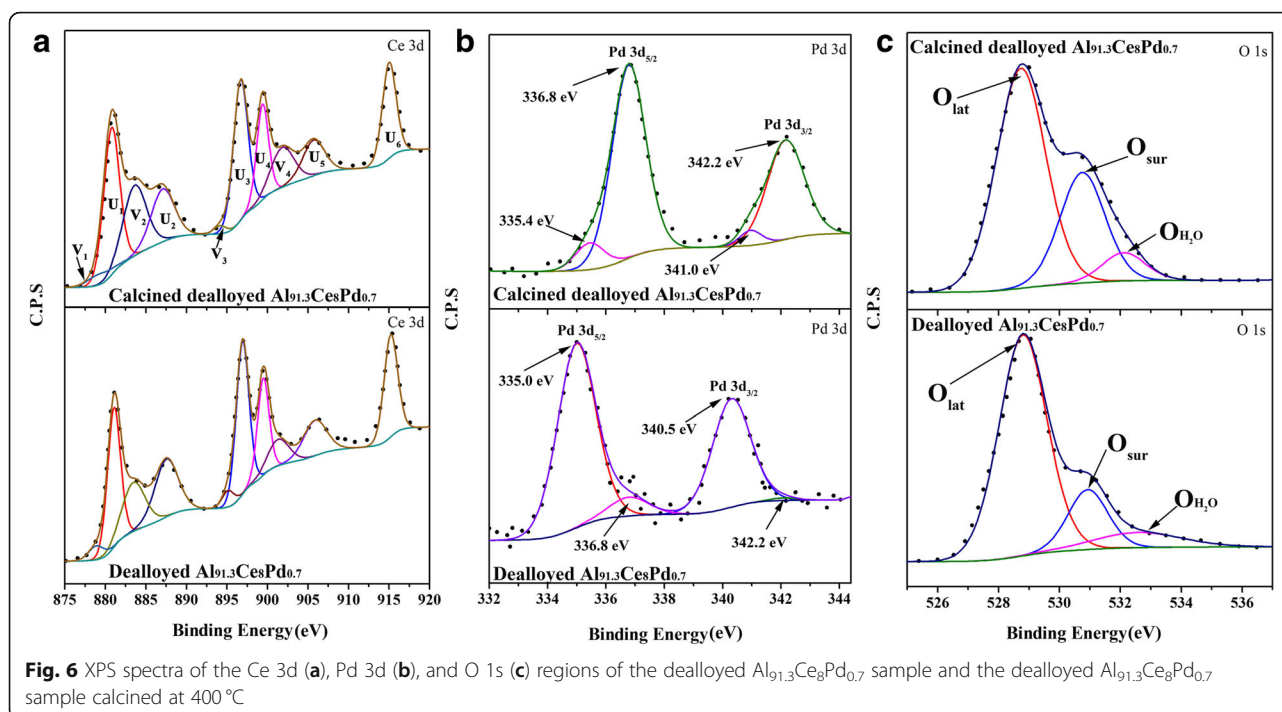 a
Ce 3d
V₁
U₁
V₂
U₂
V₃
U₃
U₄
V₄
U₅
U₆
Calcined dealloyed Al₉₁.₃Ce₈Pd₀.₇
Ce 3d
Dealloyed Al₉₁.₃Ce₈Pd₀.₇
C.P.S
875 880 885 890 895 900 905 910 915 920
Binding Energy(eV)
b
Pd 3d
Pd 3d₅/₂
336.8 eV
Pd 3d₃/₂
342.2 eV
335.4 eV
341.0 eV
Calcined dealloyed Al₉₁.₃Ce₈Pd₀.₇
Pd 3d
Pd 3d₅/₂
335.0 eV
Pd 3d₃/₂
340.5 eV
336.8 eV
342.2 eV
Dealloyed Al₉₁.₃Ce₈Pd₀.₇
C.P.S
332 334 336 338 340 342 344
Binding Energy(eV)
c
Calcined dealloyed Al₉₁.₃Ce₈Pd₀.₇
O 1s
O lat
O sur
O H₂O
Dealloyed Al₉₁.₃Ce₈Pd₀.₇
O 1s
O lat
O sur
O H₂O
C.P.S
526 528 530 532 534 536
Binding Energy(eV)
Fig. 6 XPS spectra of the Ce 3d (a), Pd 3d (b), and O 1s (c) regions of the dealloyed Al₉₁.₃Ce₈Pd₀.₇ sample and the dealloyed Al₉₁.₃Ce₈Pd₀.₇
sample calcined at 400 °C